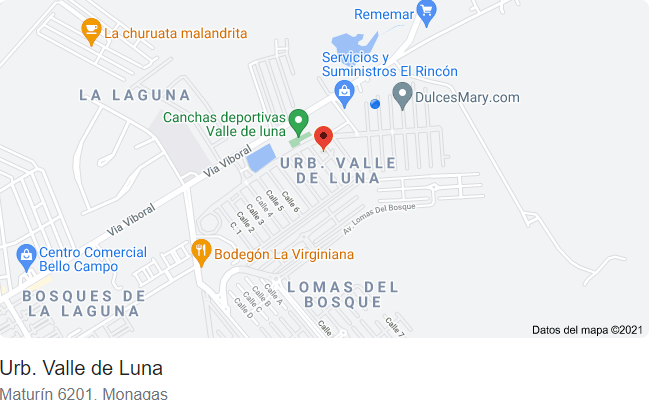 Rememar
La churuata malandrita
Servicios y
Suministros El Rincón
LA LAGUNA
DulcesMary.com
Canchas deportivas
Valle de luna
Via Viboral
URB. VALLE
DE LUNA
Calle 6
Calle 5
Calle 4
Calle 3
Calle 2
C. 1
Via Viboral
Av. Lomas Del Bosque
Centro Comercial
Bello Campo
Bodegón La Virginiana
BOSQUES DE
LA LAGUNA
LOMAS DEL
BOSQUE
Calle A
Calle B
Calle C
Calle D
Calle 7
Datos del mapa ©2021
Urb. Valle de Luna
Maturín 6201, Monagas